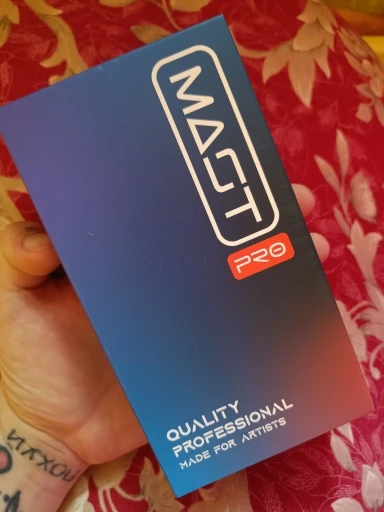 MAST
PRO
QUALITY
PROFESSIONAL
MADE FOR ARTISTS